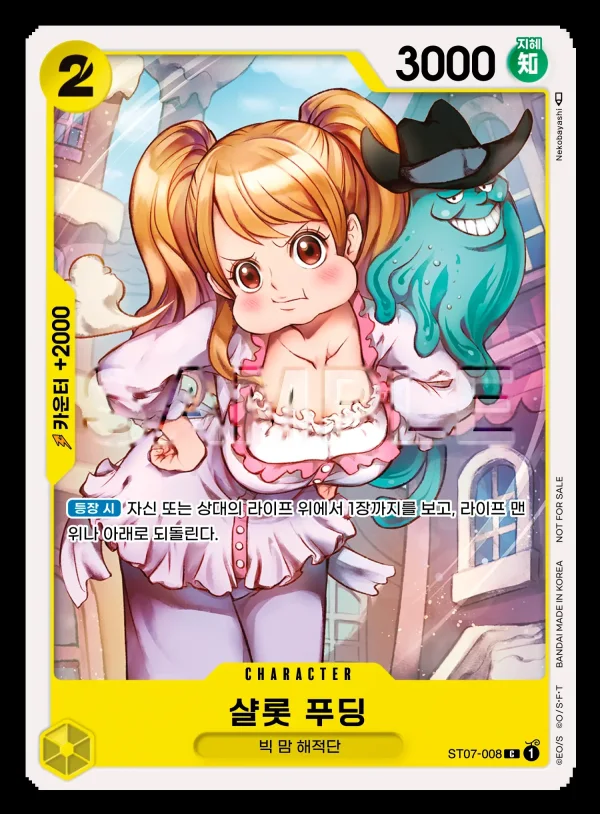 2
3000
지혜
知
Nekobayashi
카운터 +2000
SAMPLE
등장 시 자신 또는 상대의 라이프 위에서 1장까지를 보고, 라이프 맨
위나 아래로 되돌린다.
CHARACTER
샬롯 푸딩
빅 맘 해적단
ST07-008 C 1
©EO/S ©O/S·F·T BANDAI MADE IN KOREA NOT FOR SALE